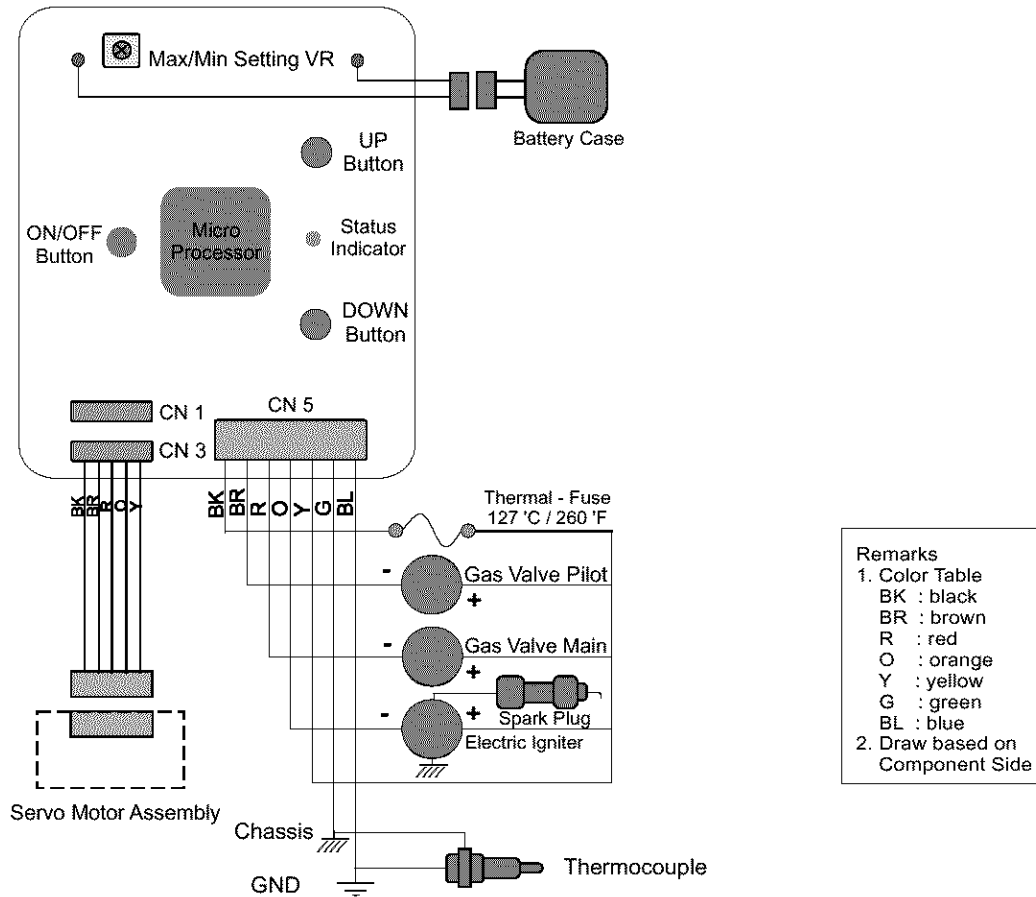 Max/Min Setting VR
Battery Case
UP
Button
Micro
Processor
ON/OFF
Button
Status
Indicator
DOWN
Button
CN 1
CN 3
CN 5
BK
BR
R
O
Y
BK
BR
R
O
Y
G
BL
Thermal - Fuse
127 'C / 260 'F
- Gas Valve Pilot
+
- Gas Valve Main
+
- + Spark Plug
Electric Igniter
Servo Motor Assembly
Chassis
GND
Thermocouple
Remarks
1. Color Table
BK : black
BR : brown
R : red
O : orange
Y : yellow
G : green
BL : blue
2. Draw based on
Component Side